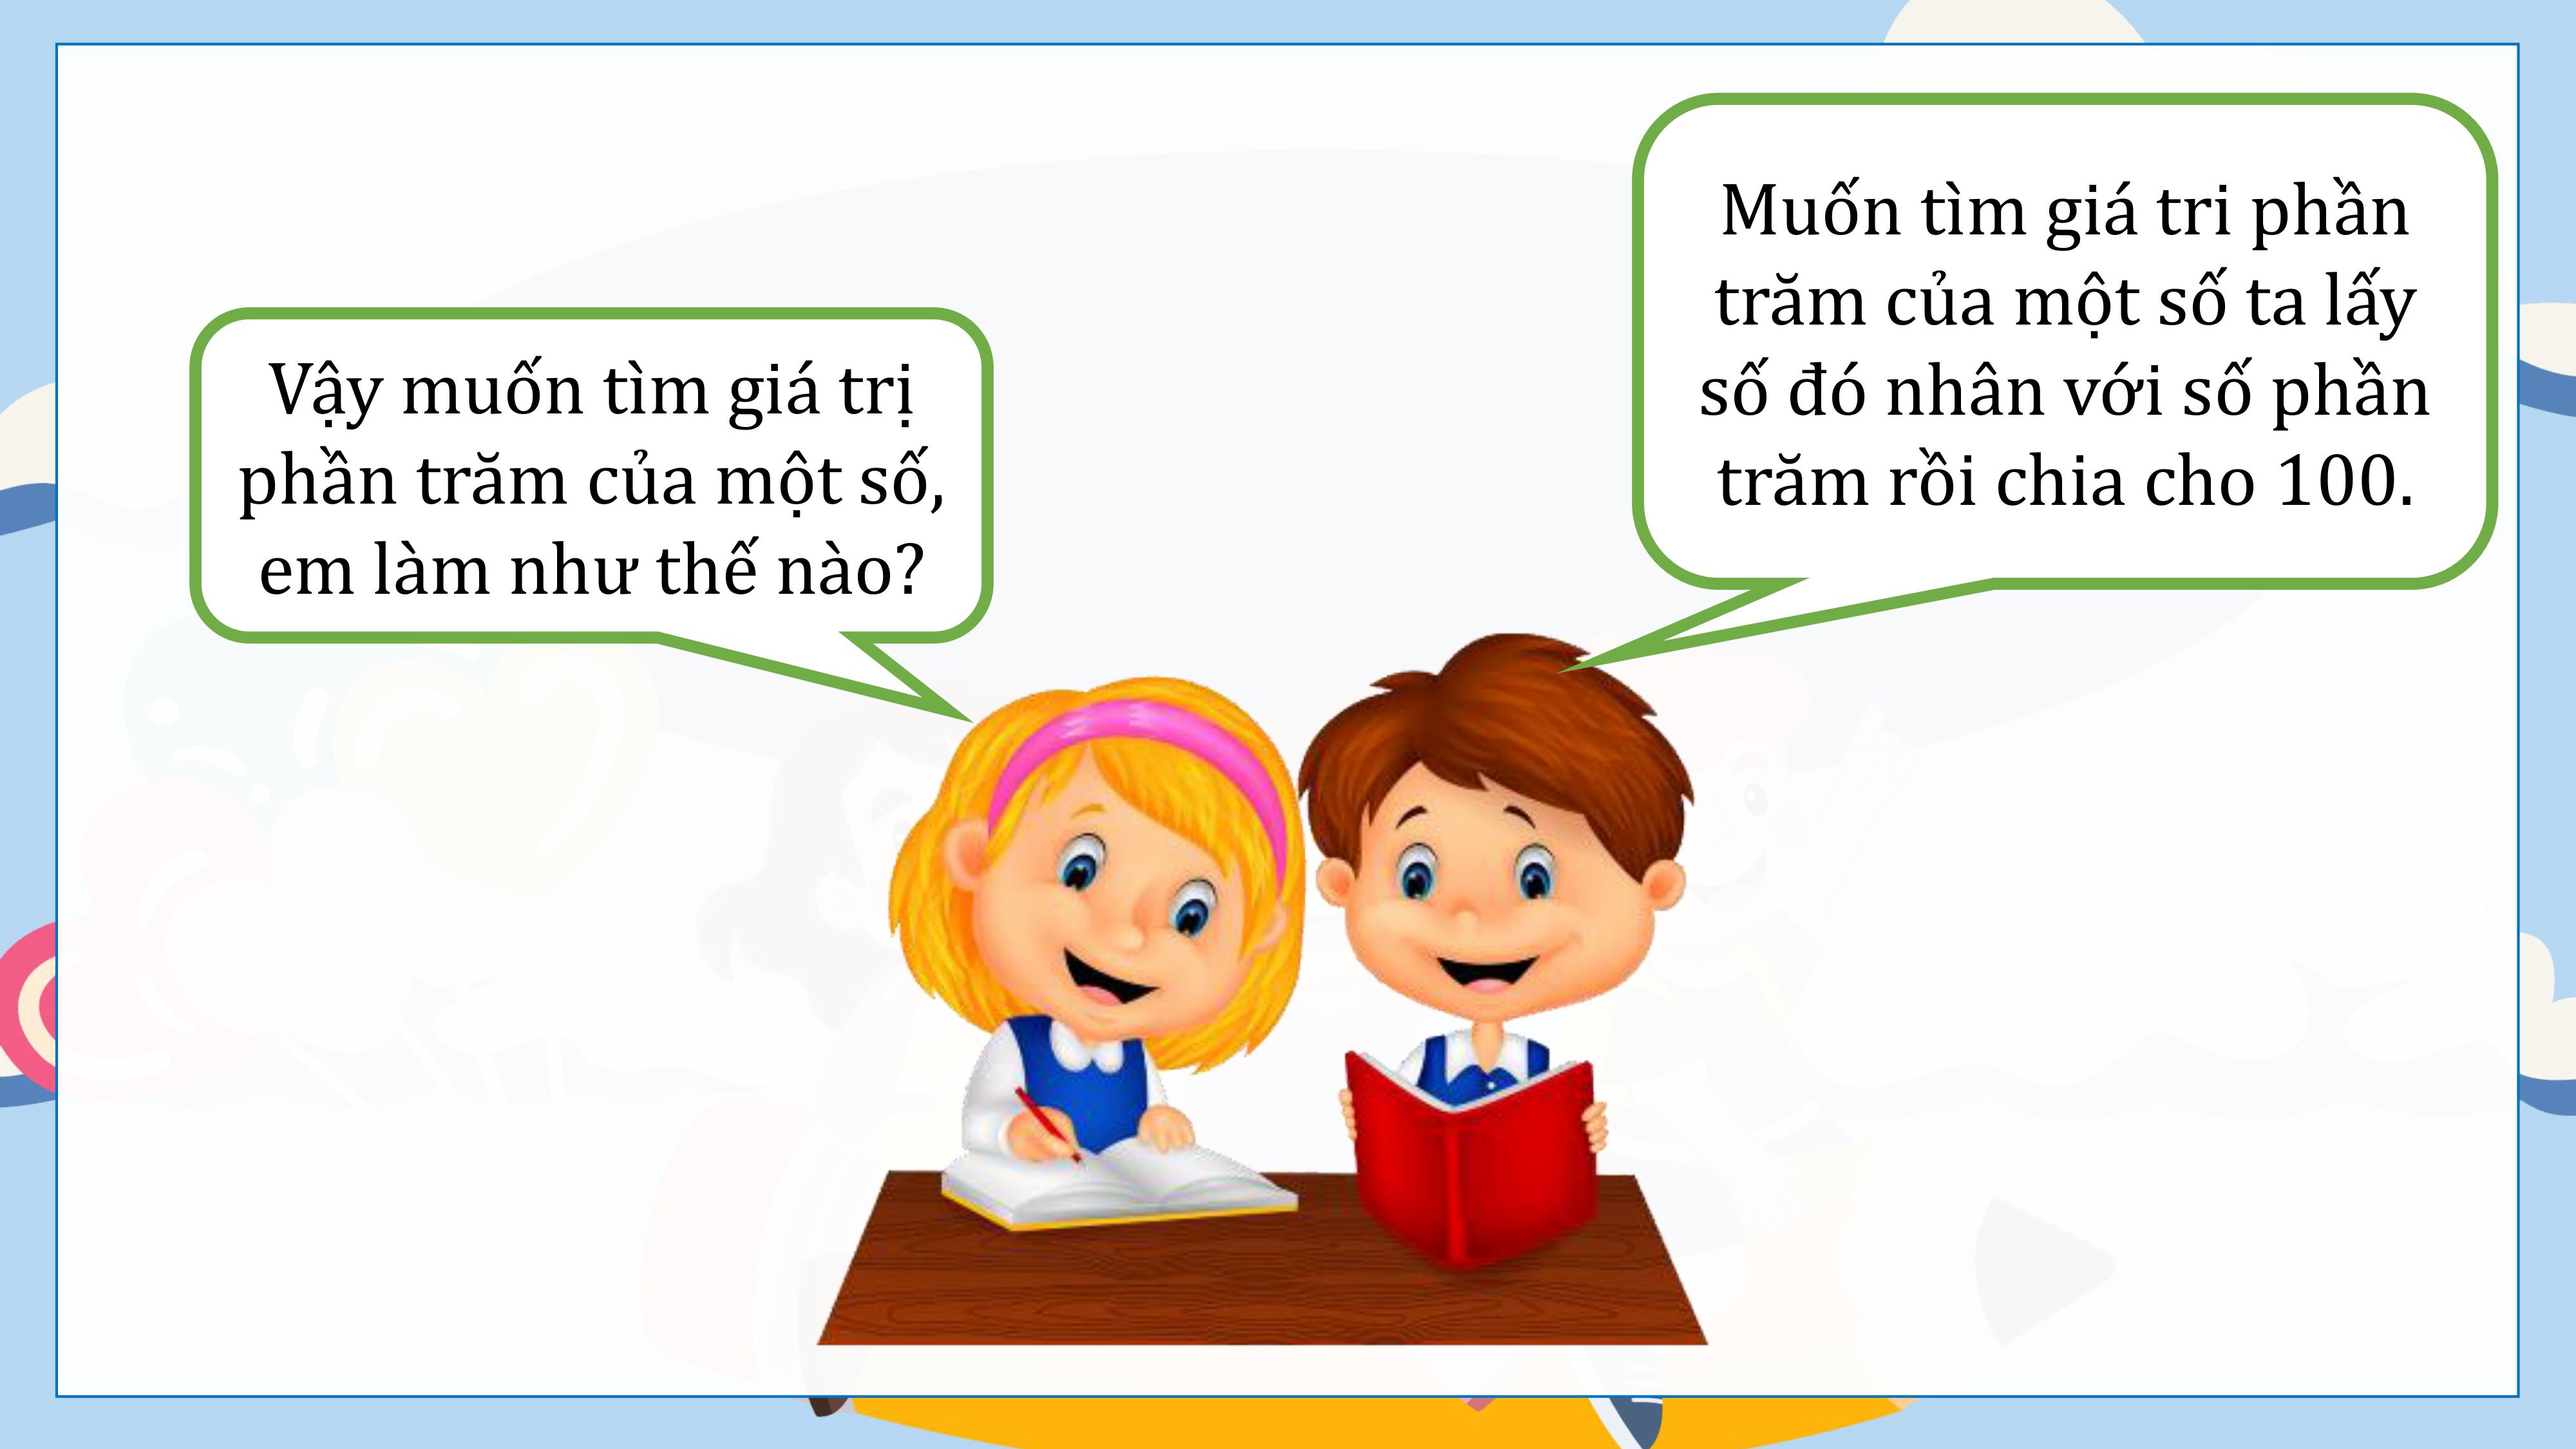 Vậy muốn tìm giá trị
phần trăm của một số,
em làm như thế nào?
Muốn tìm giá tri phần
trăm của một số ta lấy
số đó nhân với số phần
trăm rồi chia cho 100.